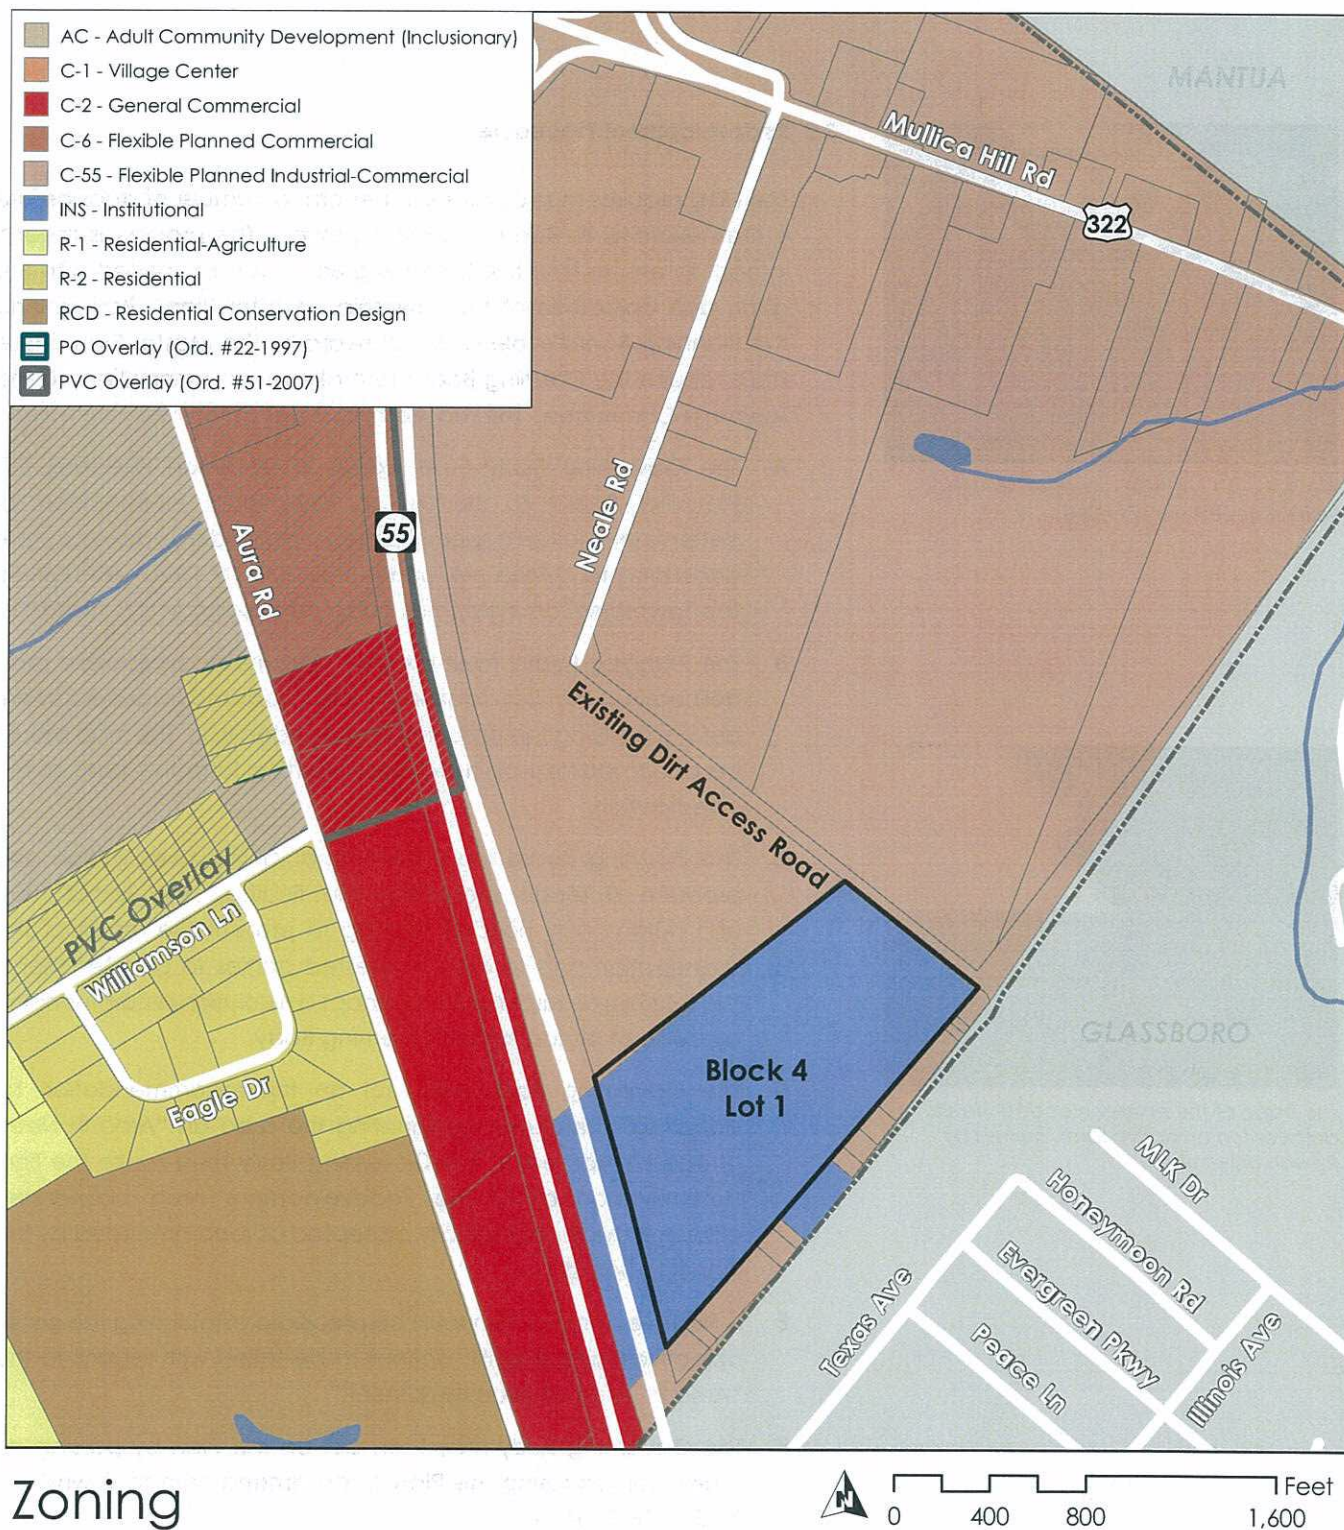 AC - Adult Community Development (Inclusionary)
C-1 - Village Center
C-2 - General Commercial
C-6 - Flexible Planned Commercial
C-55 - Flexible Planned Industrial-Commercial
INS - Institutional
R-1 - Residential-Agriculture
R-2 - Residential
RCD - Residential Conservation Design
PO Overlay (Ord. #22-1997)
PVC Overlay (Ord. #51-2007)
MANTUA
Mullica Hill Rd
322
Neale Rd
55
Aura Rd
Existing Dirt Access Road
PVC Overlay
Williamson Ln
Eagle Dr
Block 4
Lot 1
GLASSBORO
MLK Dr
Honeymoon Rd
Evergreen Pkwy
Texas Ave
Peace Ln
Illinois Ave
Zoning
N
Feet
0 400 800 1,600